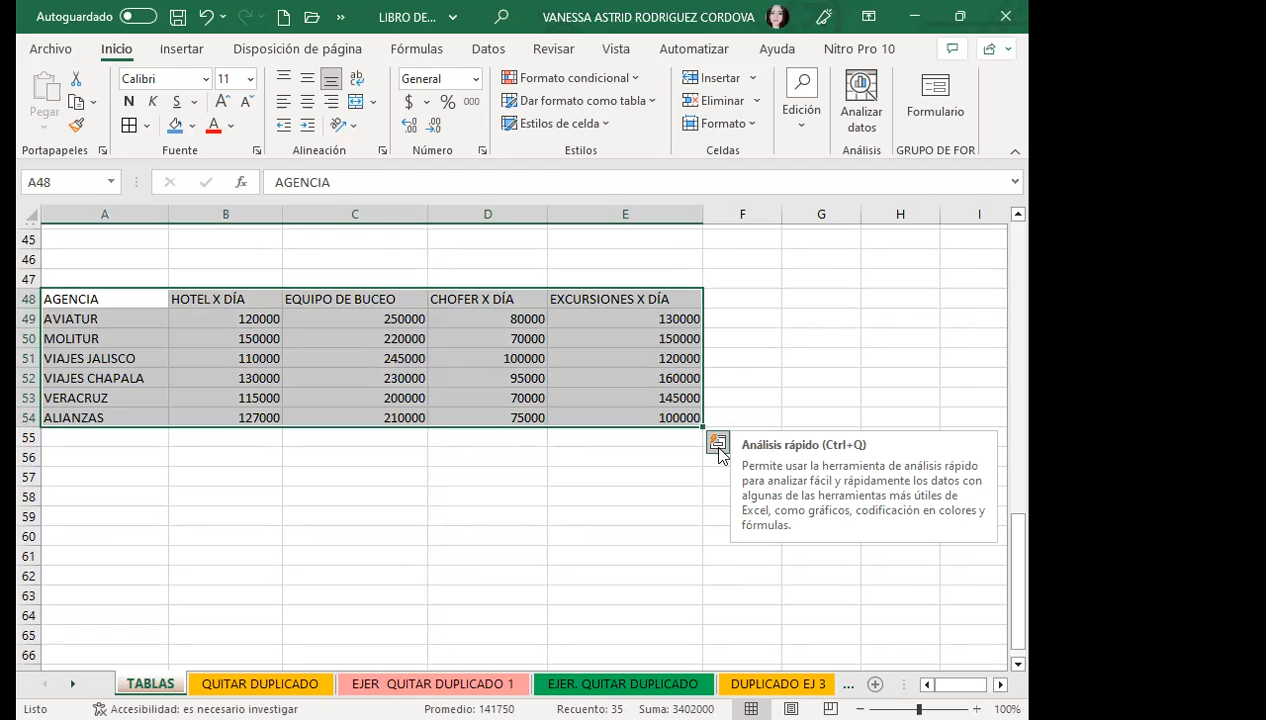 Autoguardado LIBRO DE... VANESSA ASTRID RODRIGUEZ CORDOVA
Archivo Inicio Insertar Disposición de página Fórmulas Datos Revisar Vista Automatizar Ayuda Nitro Pro 10
Pegar
Calibri 11
N K S A A
A
General
$ % 000
Formato condicional
Dar formato como tabla
Estilos de celda
Insertar
Eliminar
Formato
Edición
Analizar datos
Formulario
Portapapeles Fuente Alineación Número Estilos Celdas Análisis GRUPO DE FOR
A48 fx AGENCIA
A B C D E F G H I
45
46
47
48 AGENCIA HOTEL X DÍA EQUIPO DE BUCEO CHOFER X DÍA EXCURSIONES X DÍA
49 AVIATUR 120000 250000 80000 130000
50 MOLITUR 150000 220000 70000 150000
51 VIAJES JALISCO 110000 245000 100000 120000
52 VIAJES CHAPALA 130000 230000 95000 160000
53 VERACRUZ 115000 200000 70000 145000
54 ALIANZAS 127000 210000 75000 100000
55
56
57
58
59
60
61
62
63
64
65
66
Análisis rápido (Ctrl+Q)
Permite usar la herramienta de análisis rápido
para analizar fácil y rápidamente los datos con
algunas de las herramientas más útiles de
Excel, como gráficos, codificación en colores y
fórmulas.
TABLAS QUITAR DUPLICADO EJER QUITAR DUPLICADO 1 EJER. QUITAR DUPLICADO DUPLICADO EJ 3 ...
Listo Accesibilidad: es necesario investigar Promedio: 141750 Recuento: 35 Suma: 3402000 100%